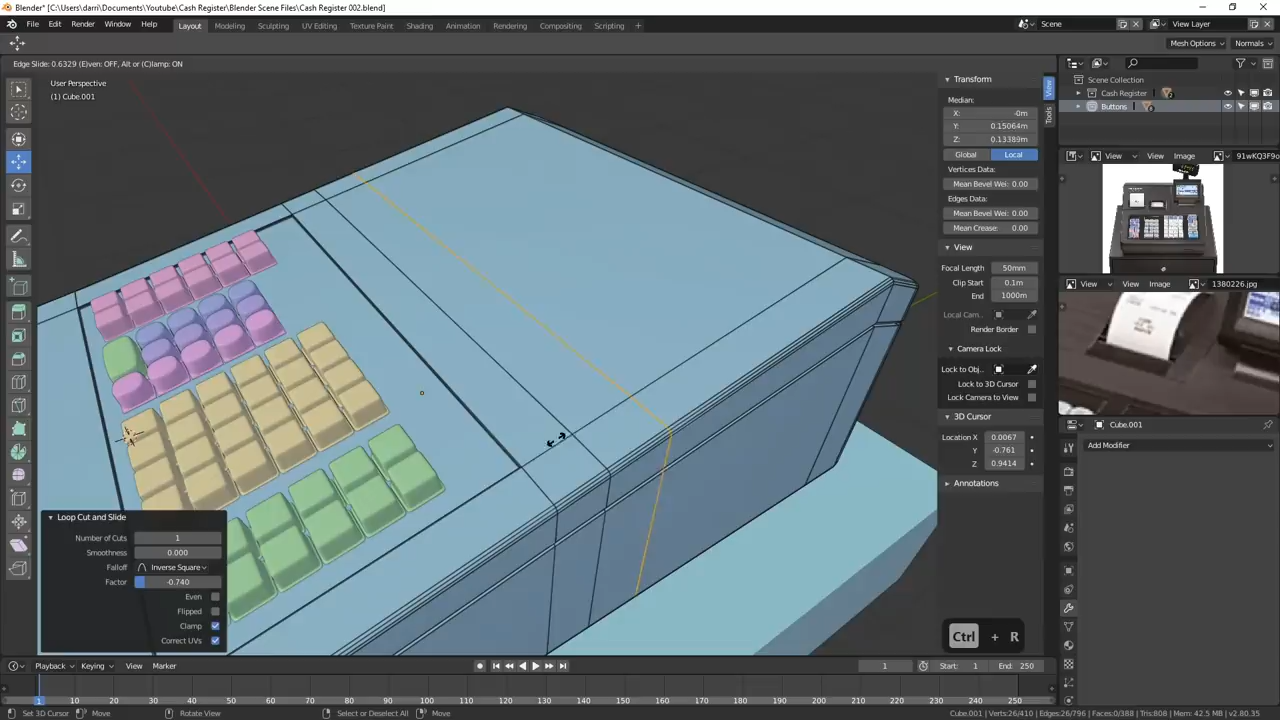 Blender* [C:\Users\darri\Documents\Youtube\Cash Register\Blender Scene Files\Cash Register 002.blend]
File Edit Render Window Help Layout Modeling Sculpting UV Editing Texture Paint Shading Animation Rendering Compositing Scripting + Scene View Layer
Mesh Options Normals
Edge Slide: 0.6329 (E)ven: OFF, Alt or (C)lamp: ON
User Perspective
(1) Cube.001
Transform
Median:
X: -0m
Y: 0.15064m
Z: 0.13389m
Global Local
Vertices Data:
Mean Bevel Wei: 0.00
Edges Data:
Mean Bevel Wei: 0.00
Mean Crease: 0.00
View
Focal Length 50mm
Clip Start 0.1m
End 1000m
Local Cam..
Render Border
Camera Lock
Lock to Obj..
Lock to 3D Cursor
Lock Camera to View
3D Cursor
Location X 0.0067
Y -0.761
Z 0.9414
Annotations
View
Tools
Scene Collection
Cash Register
Buttons
View View Image 91wKQ3F9o
View View Image 1380226.jpg
Cube.001
Add Modifier
Loop Cut and Slide
Number of Cuts 1
Smoothness 0.000
Falloff Inverse Square
Factor -0.740
Even
Flipped
Clamp
Correct UVs
Ctrl + R
Playback Keying View Marker 1 Start: 1 End: 250
1 10 20 30 40 50 60 70 80 90 100 110 120 130 140 150 160 170 180 190 200 210 220 230 240 250
Set 3D Cursor Move Rotate View Select or Deselect All Move Cube.001 | Verts:26/410 | Edges:26/796 | Faces:0/388 | Tris:808 | Mem: 42.5 MB | v2.80.35